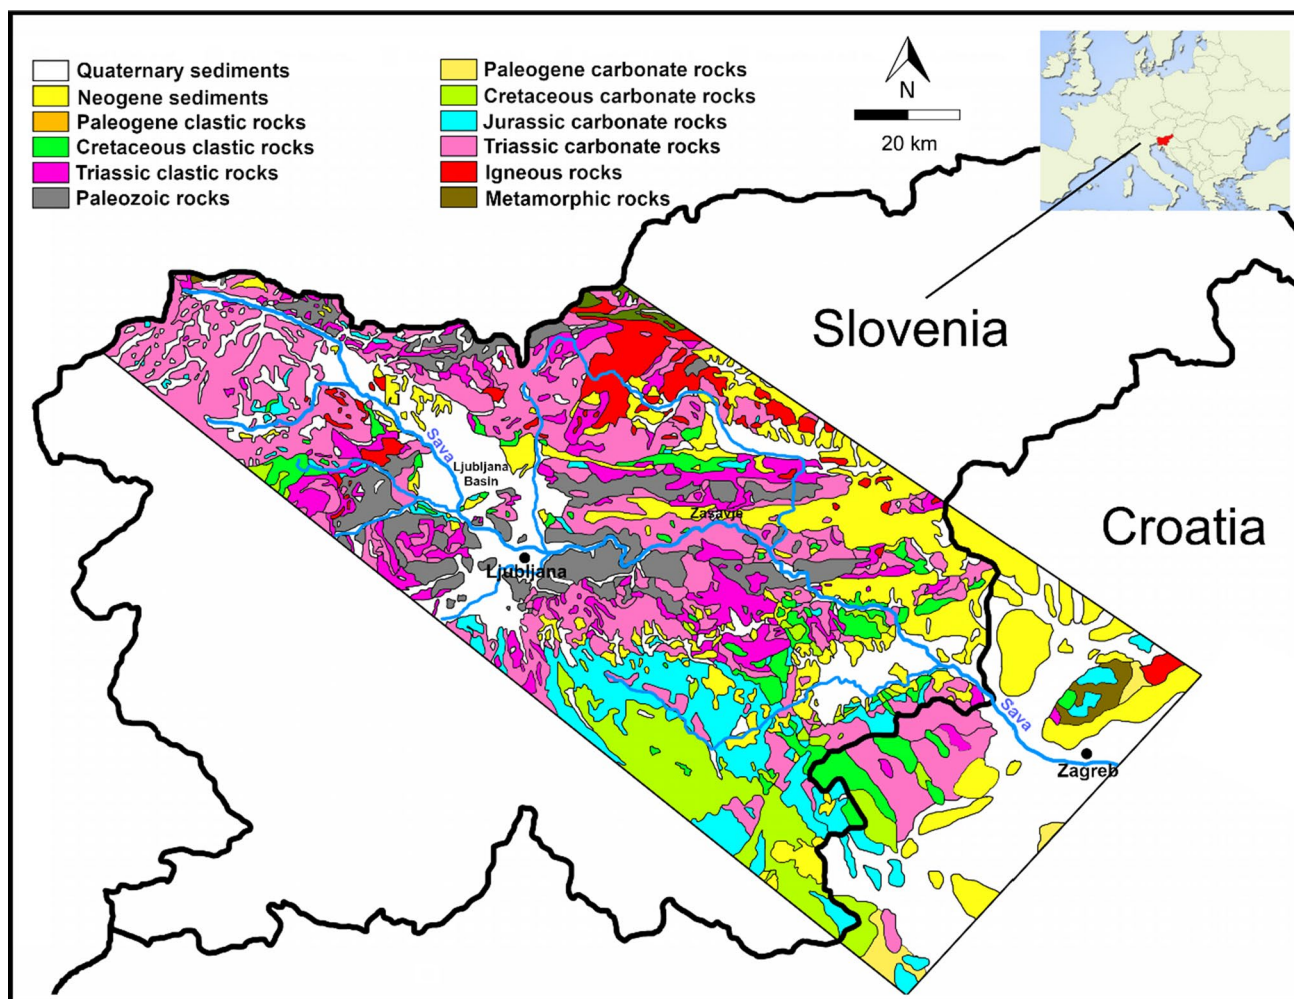 Quaternary sediments
Neogene sediments
Paleogene clastic rocks
Cretaceous clastic rocks
Triassic clastic rocks
Paleozoic rocks
Paleogene carbonate rocks
Cretaceous carbonate rocks
Jurassic carbonate rocks
Triassic carbonate rocks
Igneous rocks
Metamorphic rocks
N
20 km
Slovenia
Croatia
Sava
Ljubljana
Basin
Zasavje
Ljubljana
Sava
Zagreb